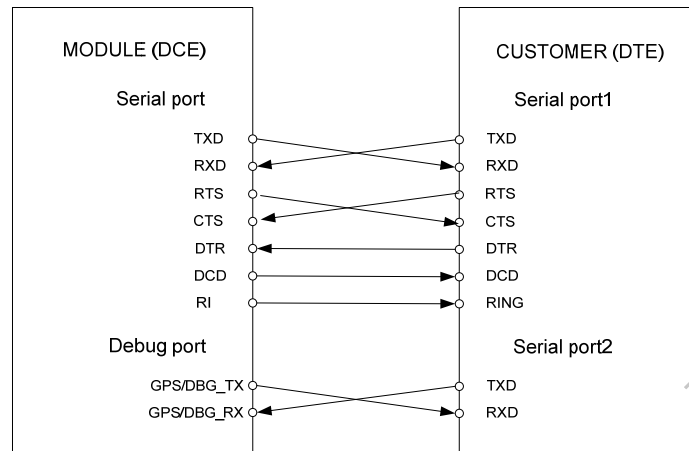 MODULE (DCE)
CUSTOMER (DTE)
Serial port
Serial port1
TXD
TXD
RXD
RXD
RTS
RTS
CTS
CTS
DTR
DTR
DCD
DCD
RI
RING
Debug port
Serial port2
GPS/DBG_TX
TXD
GPS/DBG_RX
RXD